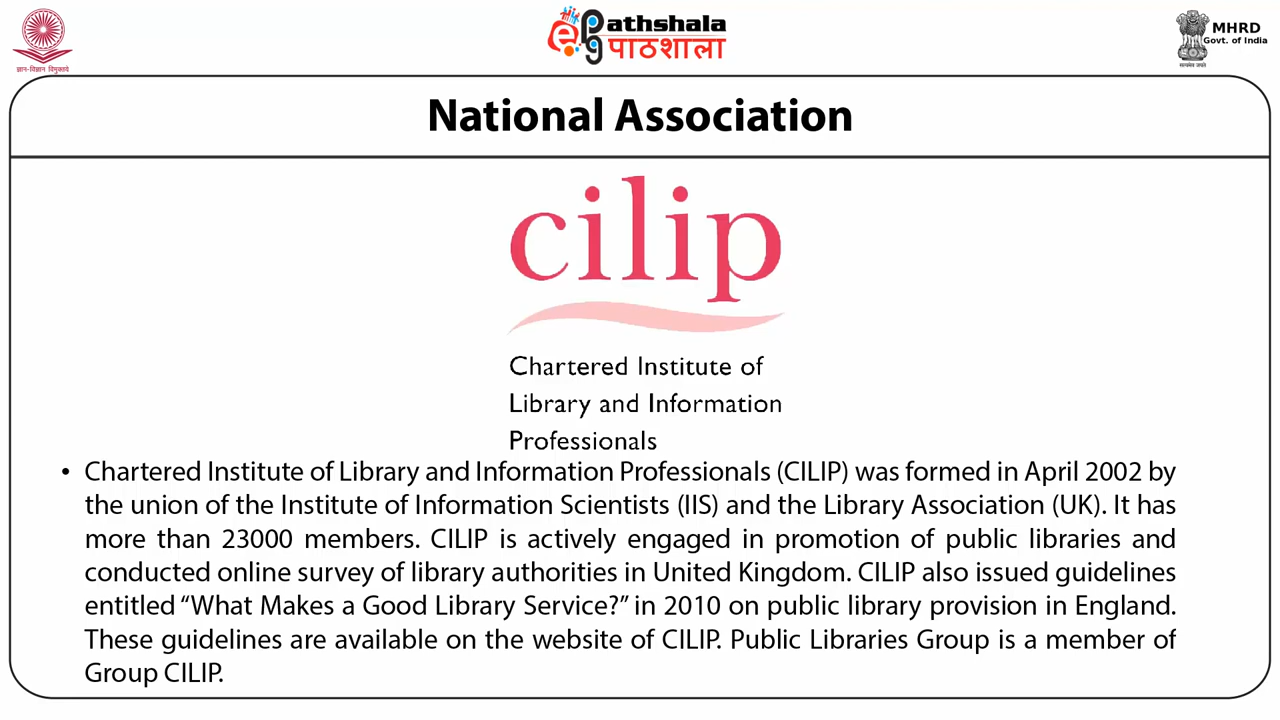 ज्ञान-विज्ञान विमुक्तये
epgathshala
पाठशाला
MHRD
Govt. of India
सत्यमेव जयते
National Association
cilip
Chartered Institute of
Library and Information
Professionals
• Chartered Institute of Library and Information Professionals (CILIP) was formed in April 2002 by
the union of the Institute of Information Scientists (IIS) and the Library Association (UK). It has
more than 23000 members. CILIP is actively engaged in promotion of public libraries and
conducted online survey of library authorities in United Kingdom. CILIP also issued guidelines
entitled “What Makes a Good Library Service?” in 2010 on public library provision in England.
These guidelines are available on the website of CILIP. Public Libraries Group is a member of
Group CILIP.